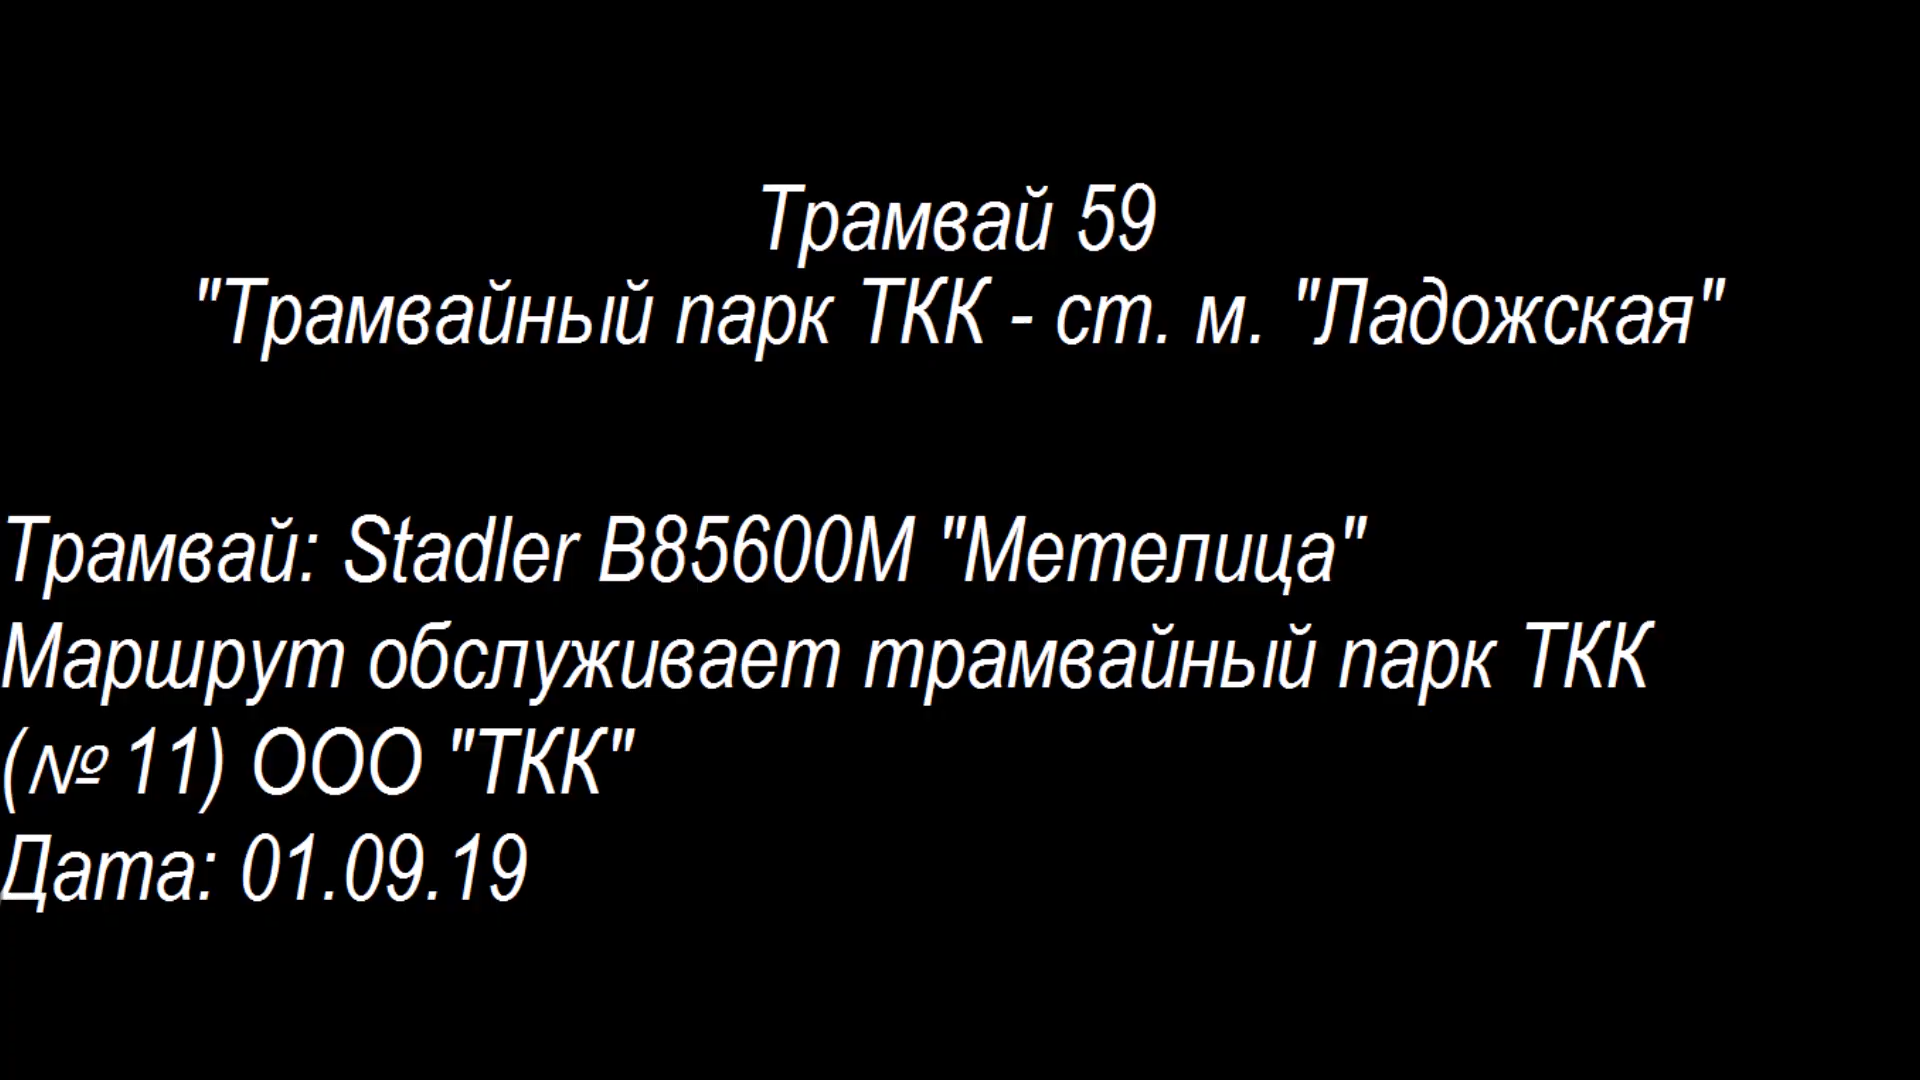 Трамвай 59
"Трамвайный парк ТКК - ст. м. "Ладожская"
Трамвай: Stadler B85600M "Метелица"
Маршрут обслуживает трамвайный парк ТКК
(№ 11) ООО "ТКК"
Дата: 01.09.19